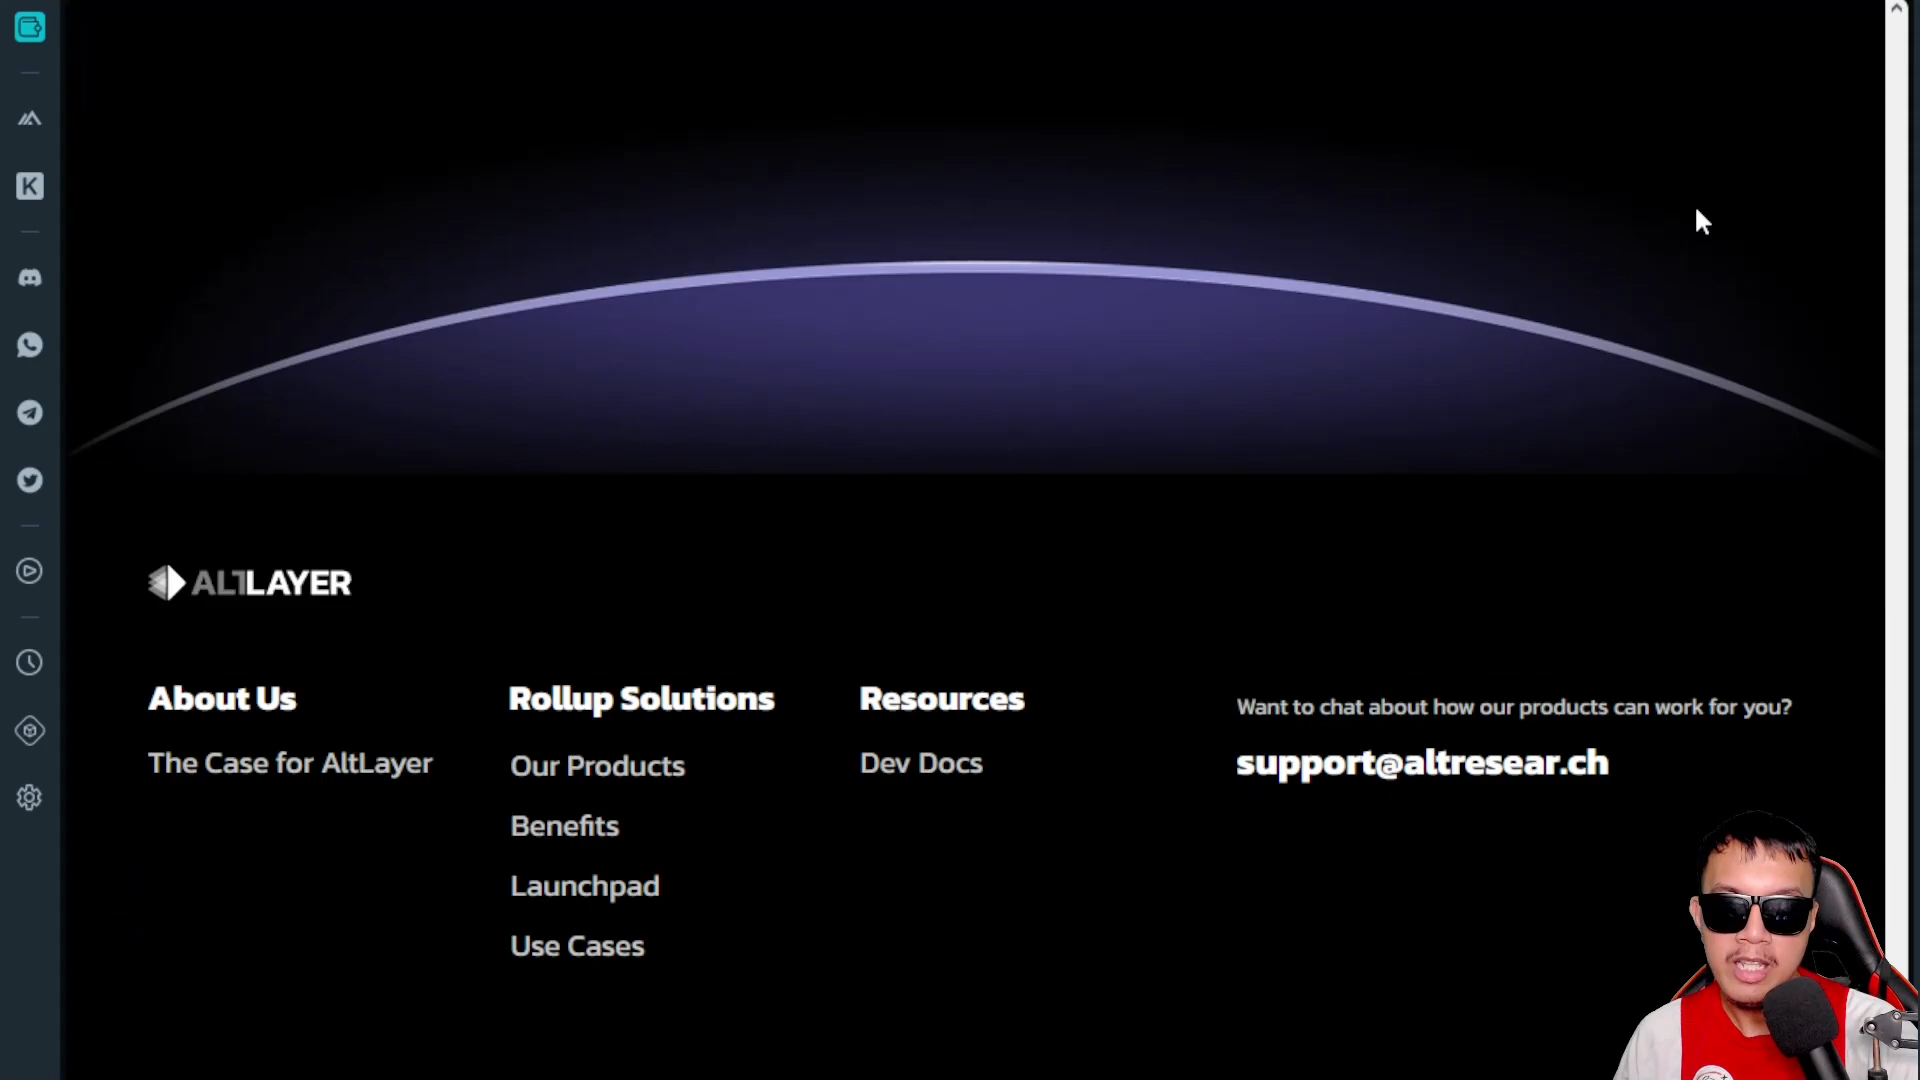 ALTLAYER
About Us
The Case for AltLayer
Rollup Solutions
Our Products
Benefits
Launchpad
Use Cases
Resources
Dev Docs
Want to chat about how our products can work for you?
support@altresear.ch
K